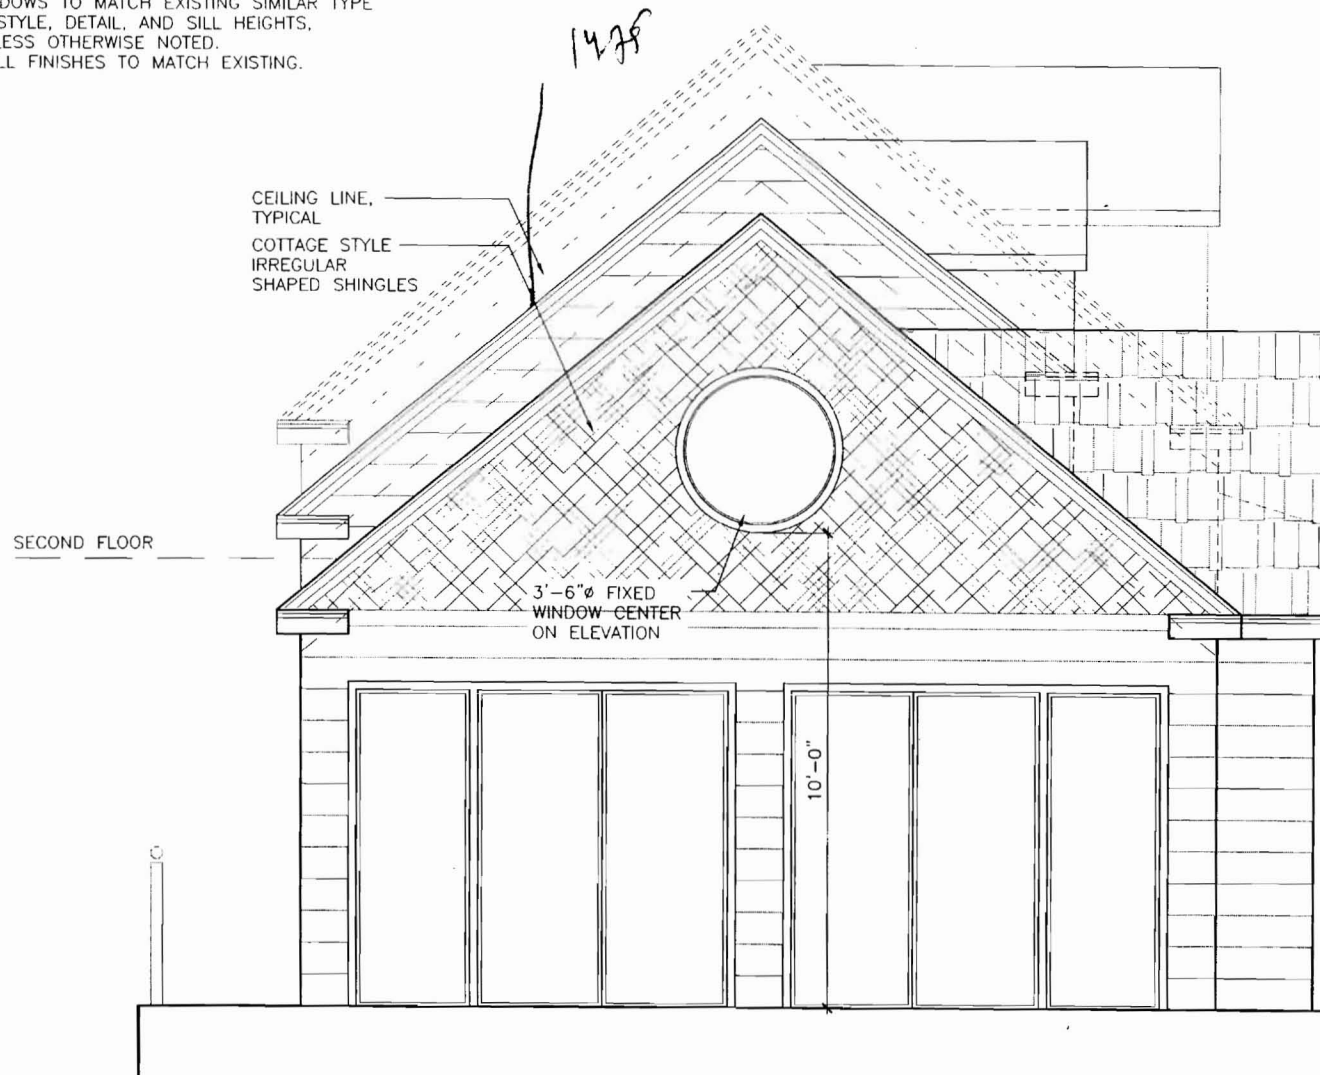 DOWS TO MATCH EXISTING SIMILAR TYPE
STYLE, DETAIL, AND SILL HEIGHTS,
LESS OTHERWISE NOTED.
LL FINISHES TO MATCH EXISTING.
CEILING LINE,
TYPICAL
COTTAGE STYLE
IRREGULAR
SHAPED SHINGLES
SECOND FLOOR
3'-6"ø FIXED
WINDOW CENTER
ON ELEVATION
10'-0"